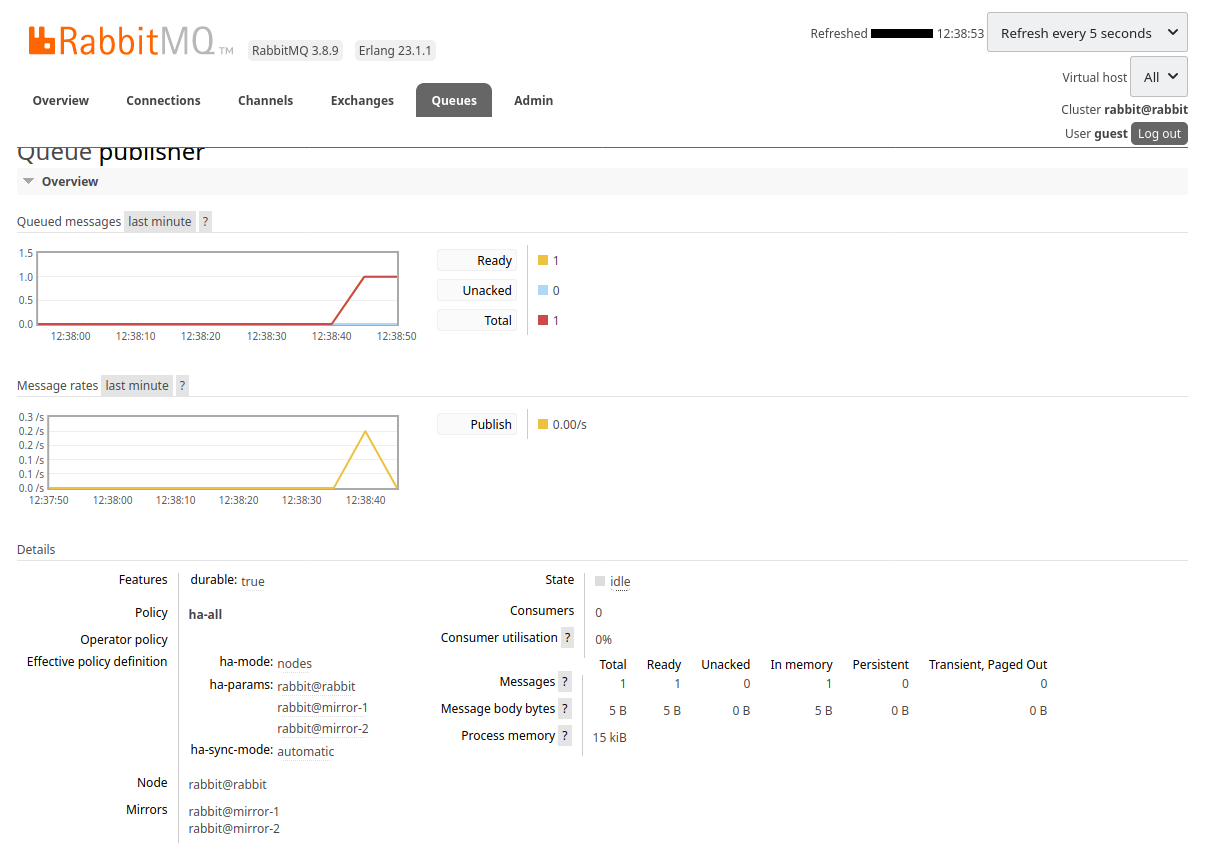 RabbitMQ TM RabbitMQ 3.8.9 Erlang 23.1.1
Refreshed 12:38:53 Refresh every 5 seconds
Virtual host All
Cluster rabbit@rabbit
User guest Log out
Overview Connections Channels Exchanges Queues Admin
Queue publisher
Overview
Queued messages last minute ?
1.5
1.0
0.5
0.0
12:38:00 12:38:10 12:38:20 12:38:30 12:38:40 12:38:50
Ready 1
Unacked 0
Total 1
Message rates last minute ?
0.3 /s
0.2 /s
0.2 /s
0.1 /s
0.1 /s
0.0 /s
12:37:50 12:38:00 12:38:10 12:38:20 12:38:30 12:38:40
Publish 0.00/s
Details
Features durable: true
Policy ha-all
Operator policy
Effective policy definition ha-mode: nodes
ha-params: rabbit@rabbit
rabbit@mirror-1
rabbit@mirror-2
ha-sync-mode: automatic
Node rabbit@rabbit
Mirrors rabbit@mirror-1
rabbit@mirror-2
State idle
Consumers 0
Consumer utilisation ? 0%
Total Ready Unacked In memory Persistent Transient, Paged Out
Messages ? 1 1 0 1 0 0
Message body bytes ? 5 B 5 B 0 B 5 B 0 B 0 B
Process memory ? 15 kiB